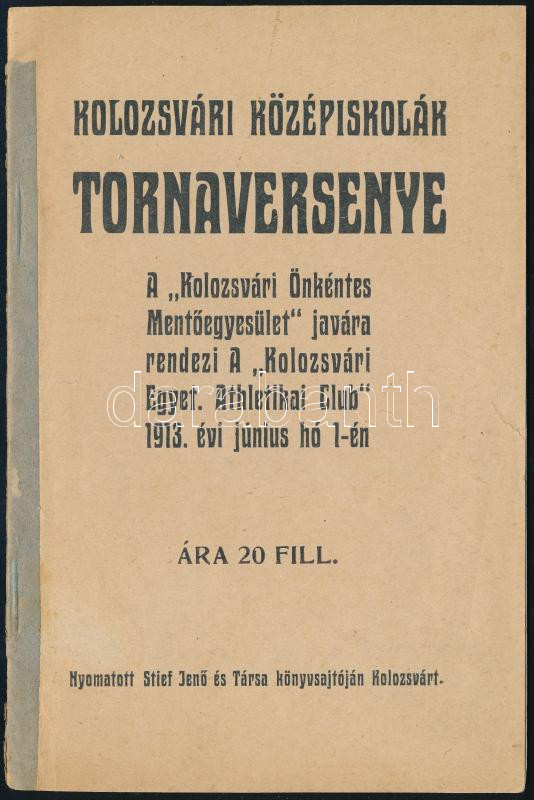 KOLOZSVÁRI KÖZÉPISKOLÁK
TORNAVERSENYE
A „Kolozsvári Önkéntes
Mentőegyesület“ javára
rendezi A „Kolozsvári
Egyet. Athletikai Club“
1913. évi június hó 1-én
darabanth
ÁRA 20 FILL.
Nyomatott Stief Jenő és Társa könyvsajtóján Kolozsvárt.